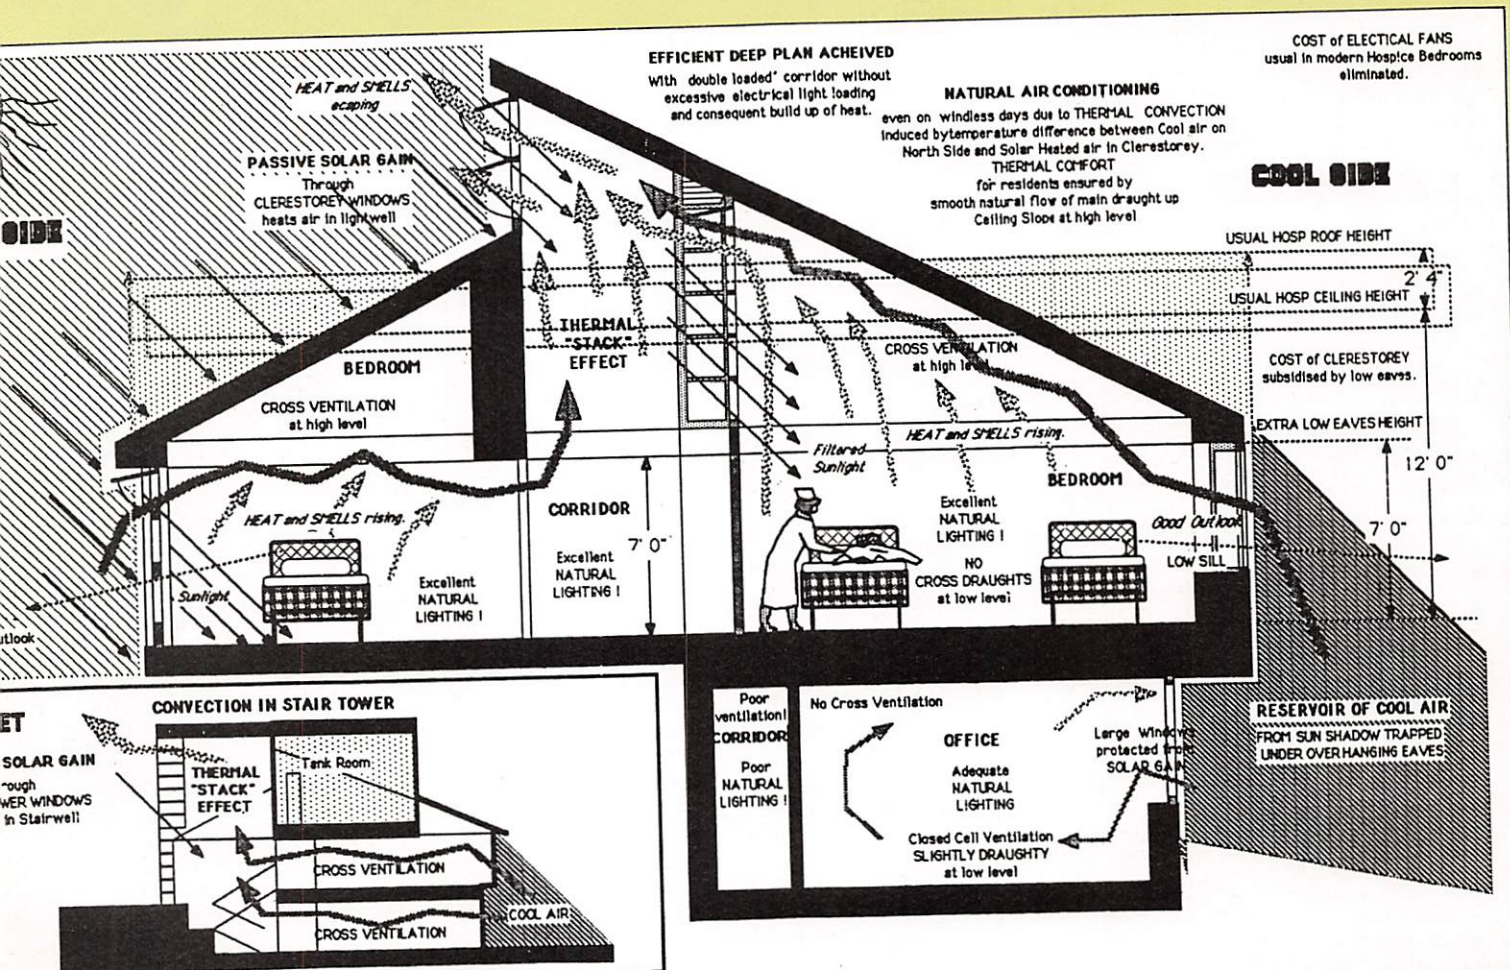 HEAT and SMELLS
ecaping
EFFICIENT DEEP PLAN ACHEIVED
With double loaded' corridor without
excessive electrical light loading
and consequent build up of heat.
COST of ELECTICAL FANS
usual in modern Hospice Bedrooms
eliminated.
NATURAL AIR CONDITIONING
even on windless days due to THERMAL CONVECTION
induced bytemperature difference between Cool air on
North Side and Solar Heated air in Clerestorey.
THERMAL COMFORT
for residents ensured by
smooth natural flow of main draught up
Ceiling Slope at high level
PASSIVE SOLAR GAIN
Through
CLERESTOREY WINDOWS
heats air in lightwell
SIDE
COOL SIDE
USUAL HOSP ROOF HEIGHT
2' 4"
USUAL HOSP CEILING HEIGHT
THERMAL
"STACK"
EFFECT
BEDROOM
CROSS VENTILATION
at high level
CROSS VENTILATION
at high level
COST of CLERESTOREY
subsidised by low eaves.
EXTRA LOW EAVES HEIGHT
12' 0"
HEAT and SMELLS rising.
Filtered
Sunlight
BEDROOM
HEAT and SMELLS rising.
CORRIDOR
7' 0"
Excellent
NATURAL
LIGHTING !
Excellent
NATURAL
LIGHTING !
Excellent
NATURAL
LIGHTING !
NO
CROSS DRAUGHTS
at low level
Good Outlook
LOW SILL
7' 0"
Sunlight
utlook
CONVECTION IN STAIR TOWER
ET
SOLAR GAIN
rough
WER WINDOWS
in Stairwell
THERMAL
"STACK"
EFFECT
Tank Room
CROSS VENTILATION
CROSS VENTILATION
COOL AIR
Poor
ventilation!
CORRIDOR
Poor
NATURAL
LIGHTING !
No Cross Ventilation
OFFICE
Adequate
NATURAL
LIGHTING
Closed Cell Ventilation
SLIGHTLY DRAUGHTY
at low level
Large Windows
protected from
SOLAR GAIN
RESERVOIR OF COOL AIR
FROM SUN SHADOW TRAPPED
UNDER OVERHANGING EAVES